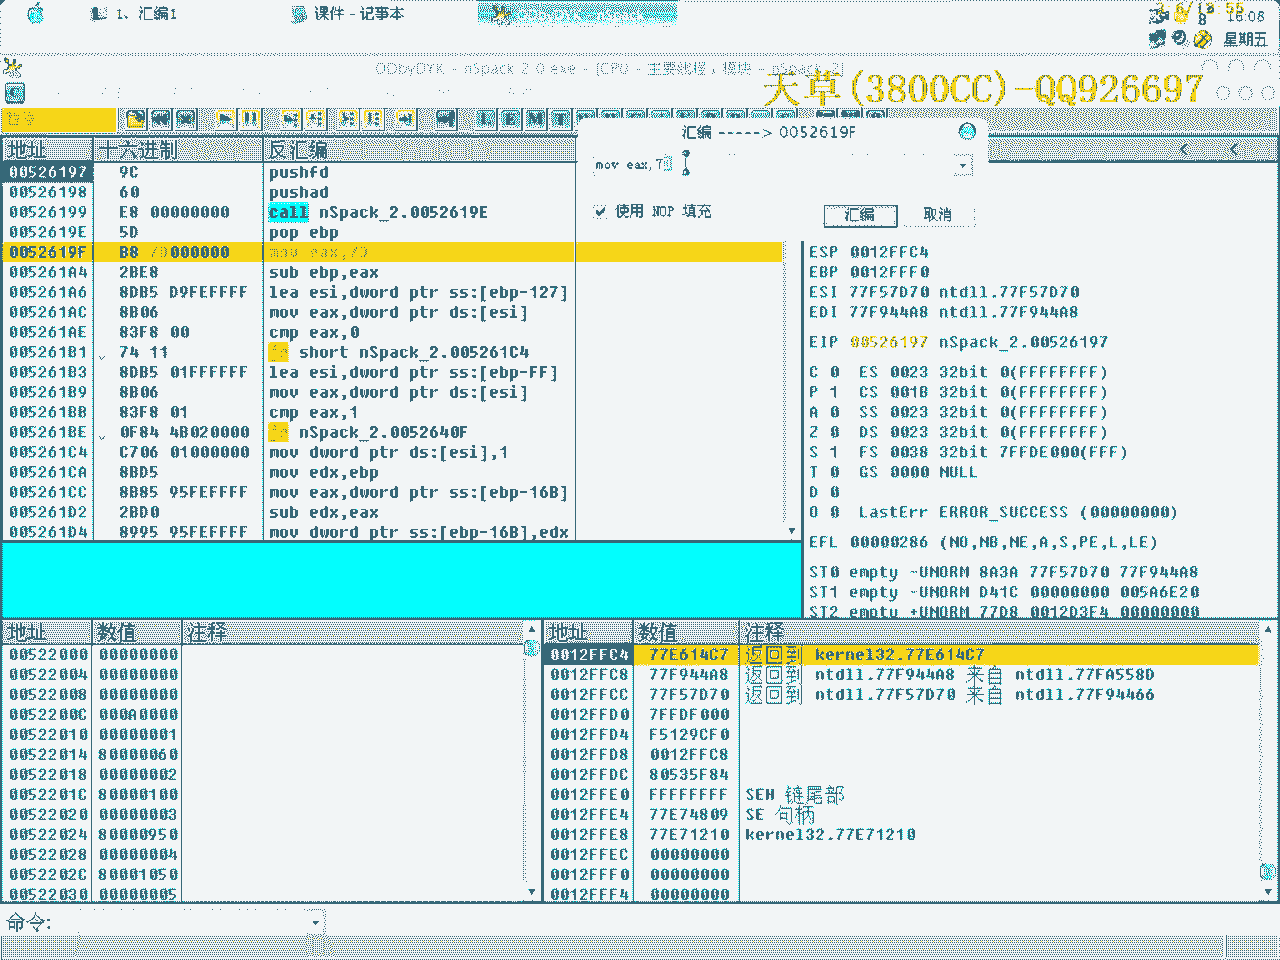 1、汇编1
课件 - 记事本
16:08
星期五
OObyDYK - nSpack 2 0 exe - [CPU - 主要线程, 模块 - nSpack_2]
天草(3800CC)-QQ926697
汇编 -----> 0052619F
mov eax,7
使用 NOP 填充
汇编
取消
地址 十六进制 反汇编
00526197 9C pushfd
00526198 60 pushad
00526199 E8 00000000 call nSpack_2.0052619E
0052619E 5D pop ebp
0052619F B8 000000 mov eax,
005261A4 2BE8 sub ebp,eax
005261A6 8DB5 D9FEFFFF lea esi,dword ptr ss:[ebp-127]
005261AC 8B06 mov eax,dword ptr ds:[esi]
005261AE 83F8 00 cmp eax,0
005261B1 74 11 short nSpack_2.005261C4
005261B3 8DB5 01FFFFFF lea esi,dword ptr ss:[ebp-FF]
005261B9 8B06 mov eax,dword ptr ds:[esi]
005261BB 83F8 01 cmp eax,1
005261BE 0F84 4B020000 nSpack_2.0052640F
005261C4 C706 01000000 mov dword ptr ds:[esi],1
005261CA 8BD5 mov edx,ebp
005261CC 8B85 95FEFFFF mov eax,dword ptr ss:[ebp-16B]
005261D2 2BD0 sub edx,eax
005261D4 8995 95FEFFFF mov dword ptr ss:[ebp-16B],edx
ESP 0012FFC4
EBP 0012FFF0
ESI 77F57D70 ntdll.77F57D70
EDI 77F944A8 ntdll.77F944A8
EIP 00526197 nSpack_2.00526197
C 0 ES 0023 32bit 0(FFFFFFFF)
P 1 CS 001B 32bit 0(FFFFFFFF)
A 0 SS 0023 32bit 0(FFFFFFFF)
Z 0 DS 0023 32bit 0(FFFFFFFF)
S 1 FS 0038 32bit 7FFDE000(FFF)
T 0 GS 0000 NULL
D 0
O 0 LastErr ERROR_SUCCESS (00000000)
EFL 00000286 (NO,NB,NE,A,S,PE,L,LE)
ST0 empty -UNORM 8A3A 77F57D70 77F944A8
ST1 empty -UNORM D41C 00000000 005A6E20
ST2 empty +UNORM 77D8 0012D3F4 00000000
地址 数值 注释
00522000 00000000
00522004 00000000
00522008 00000000
0052200C 000A0000
00522010 00000001
00522014 80000060
00522018 00000002
0052201C 80000100
00522020 00000003
00522024 80000950
00522028 00000004
0052202C 80001050
00522030 00000005
地址 数值 注释
0012FFC4 77E614C7 返回到 kernel32.77E614C7
0012FFC8 77F944A8 返回到 ntdll.77F944A8 来自 ntdll.77FA558D
0012FFCC 77F57D70 返回到 ntdll.77F57D70 来自 ntdll.77F94466
0012FFD0 7FFDF000
0012FFD4 F5129CF0
0012FFD8 0012FFC8
0012FFDC 80535F84
0012FFE0 FFFFFFFF SEH 链尾部
0012FFE4 77E74809 SE 句柄
0012FFE8 77E71210 kernel32.77E71210
0012FFEC 00000000
0012FFF0 00000000
0012FFF4 00000000
命令: